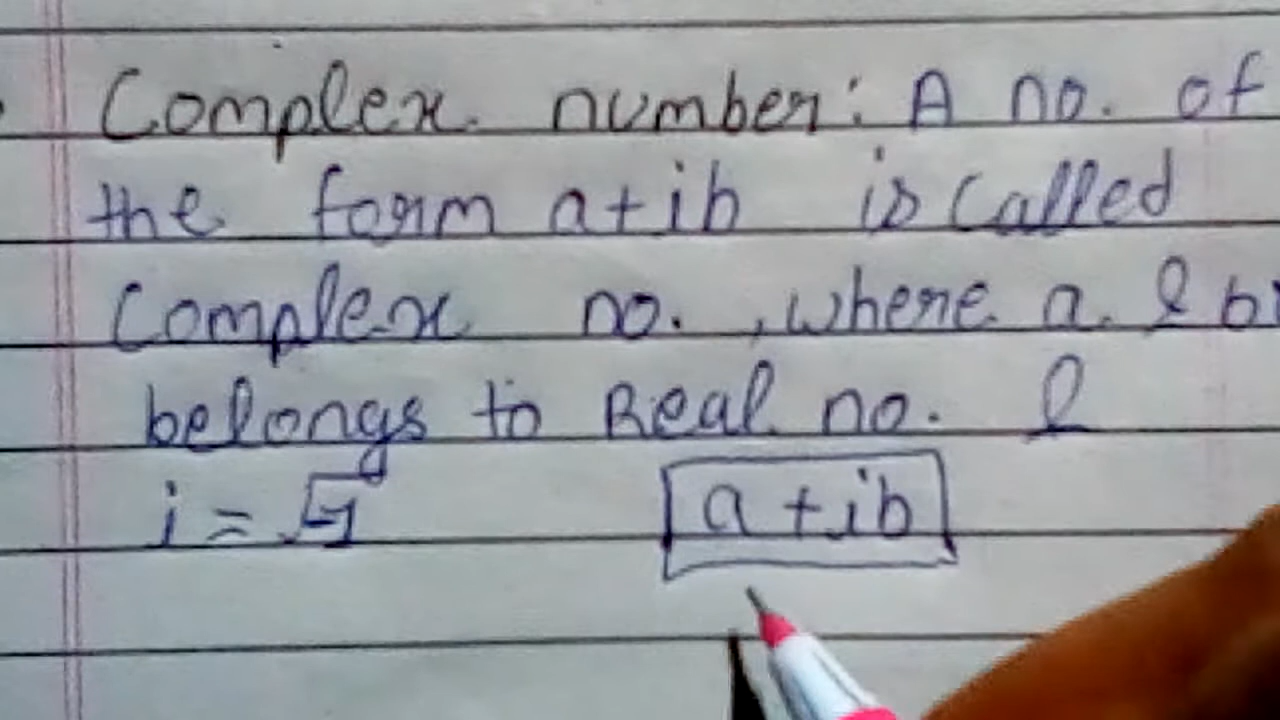 Complex number: A no. of
the form a+ib is called
Complex no., where a & b
belongs to Real no. &
i = √-1 a+ib